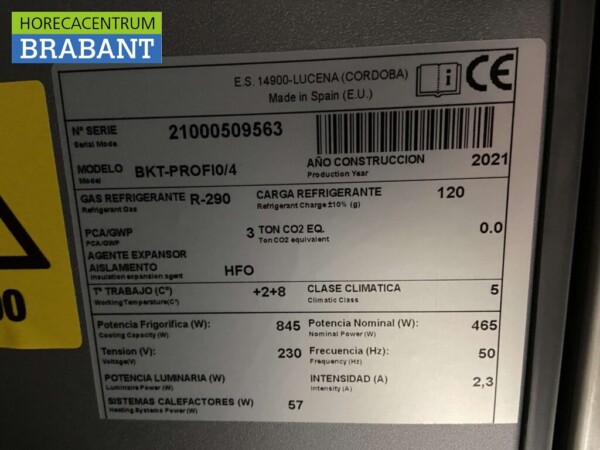 HORECACENTRUM
BRABANT
E.S. 14900-LUCENA (CORDOBA)
Made in Spain (E.U.)
i CE
Nº SERIE 21000509563
Serial Mode
MODELO BKT-PROFI0/4 AÑO CONSTRUCCION 2021
Model Production Year
GAS REFRIGERANTE R-290 CARGA REFRIGERANTE 120
Refrigerant Gas Refrigerant Charge ±10% (g)
PCA/GWP 3 TON CO2 EQ. 0.0
PCA/GWP Ton CO2 equivalent
AGENTE EXPANSOR
AISLAMIENTO HFO
Insulation expansion agent
Tª TRABAJO (Cº) +2+8 CLASE CLIMATICA 5
Working Temperature(Cº) Climatic Class
Potencia Frigorifica (W): 845 Potencia Nominal (W): 465
Cooling Capacity (W) Nominal Power (W)
Tension (V): 230 Frecuencia (Hz): 50
Voltage(V) Frequency (Hz)
POTENCIA LUMINARIA (W) INTENSIDAD (A) 2,3
Luminaire Power (W) Intensity (A)
SISTEMAS CALEFACTORES (W) 57
Heating Systems Power (W)